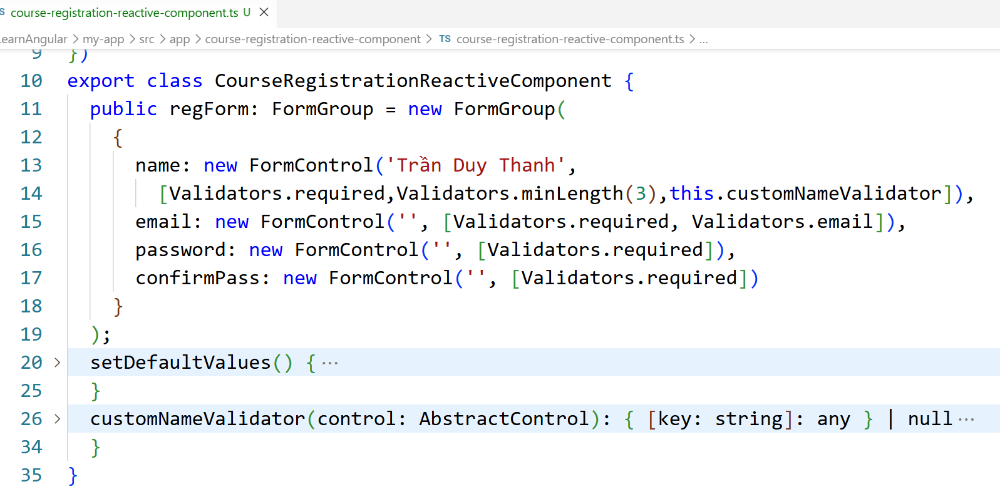 TS course-registration-reactive-component.ts U ×
LearnAngular > my-app > src > app > course-registration-reactive-component > TS course-registration-reactive-component.ts > ...
9 })
10 export class CourseRegistrationReactiveComponent {
11 public regForm: FormGroup = new FormGroup(
12 {
13 name: new FormControl('Trần Duy Thanh',
14 [Validators.required,Validators.minLength(3),this.customNameValidator]),
15 email: new FormControl('', [Validators.required, Validators.email]),
16 password: new FormControl('', [Validators.required]),
17 confirmPass: new FormControl('', [Validators.required])
18 }
19 );
20 > setDefaultValues() { ···
25 }
26 > customNameValidator(control: AbstractControl): { [key: string]: any } | null ···
34 }
35 }